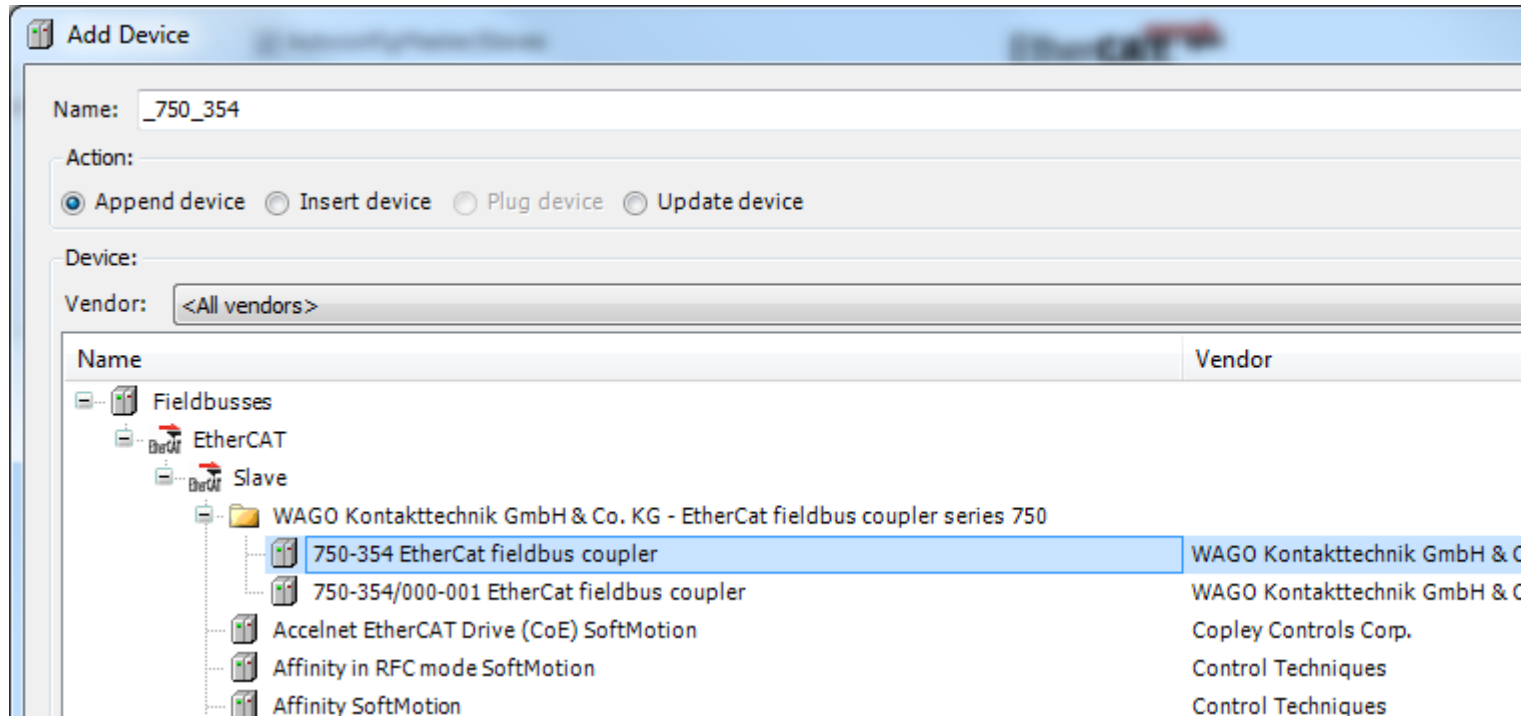 Add Device
Name: _750_354
Action:
Append device Insert device Plug device Update device
Device:
Vendor: <All vendors>
Name Vendor
Fieldbusses
EtherCAT EtherCAT
EtherCAT Slave
WAGO Kontakttechnik GmbH & Co. KG - EtherCat fieldbus coupler series 750
750-354 EtherCat fieldbus coupler WAGO Kontakttechnik GmbH &
750-354/000-001 EtherCat fieldbus coupler WAGO Kontakttechnik GmbH &
Accelnet EtherCAT Drive (CoE) SoftMotion Copley Controls Corp.
Affinity in RFC mode SoftMotion Control Techniques
Affinity SoftMotion Control Techniques